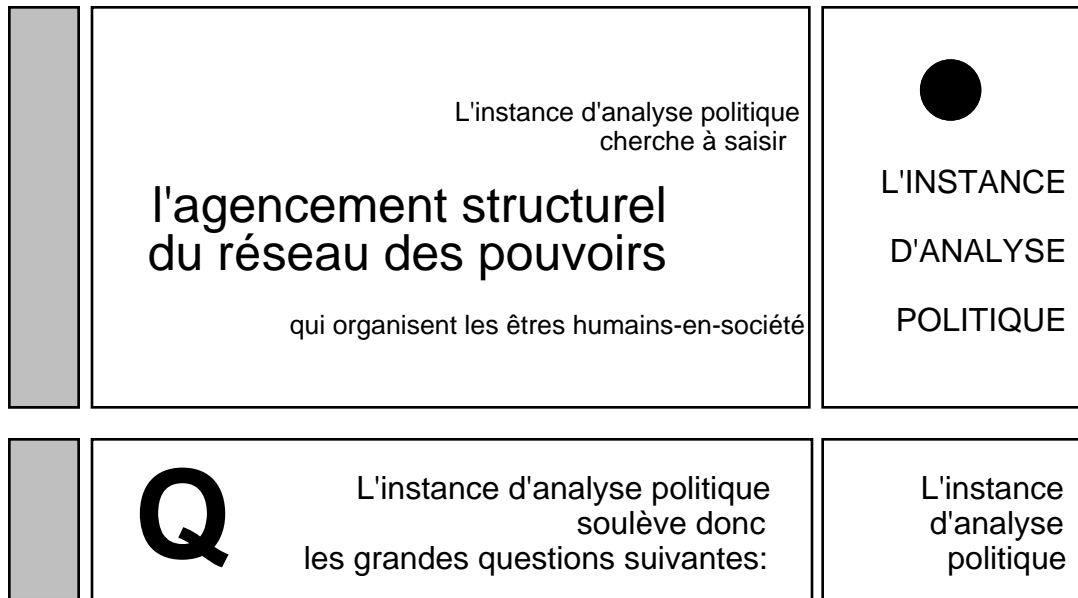 L'instance d'analyse politique
cherche à saisir
l'agencement structurel
du réseau des pouvoirs
qui organisent les êtres humains-en-société
L'INSTANCE
D'ANALYSE
POLITIQUE
Q
L'instance d'analyse politique
soulève donc
les grandes questions suivantes:
L'instance
d'analyse
politique